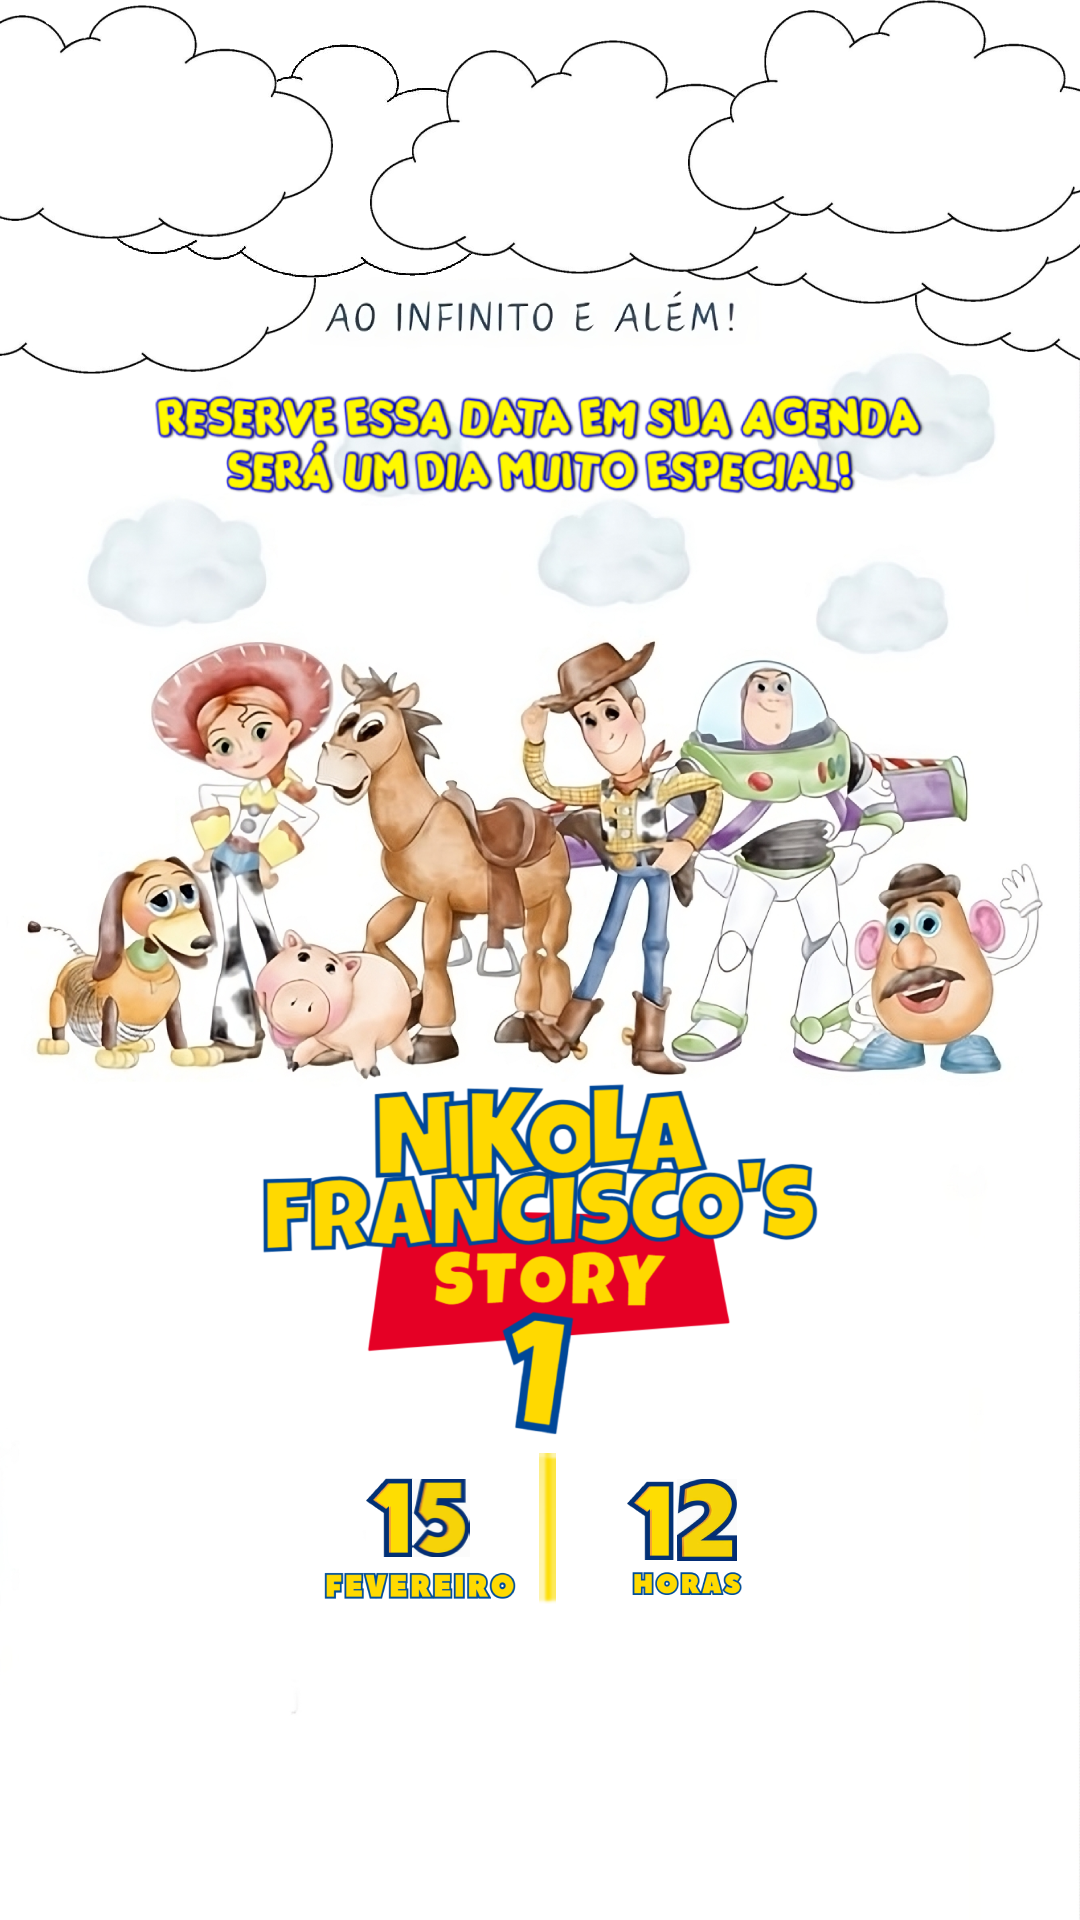 AO INFINITO E ALÉM!
RESERVE ESSA DATA EM SUA AGENDA
SERÁ UM DIA MUITO ESPECIAL!
NIKOLA
FRANCISCO'S
STORY
1
15
FEVEREIRO
12
HORAS